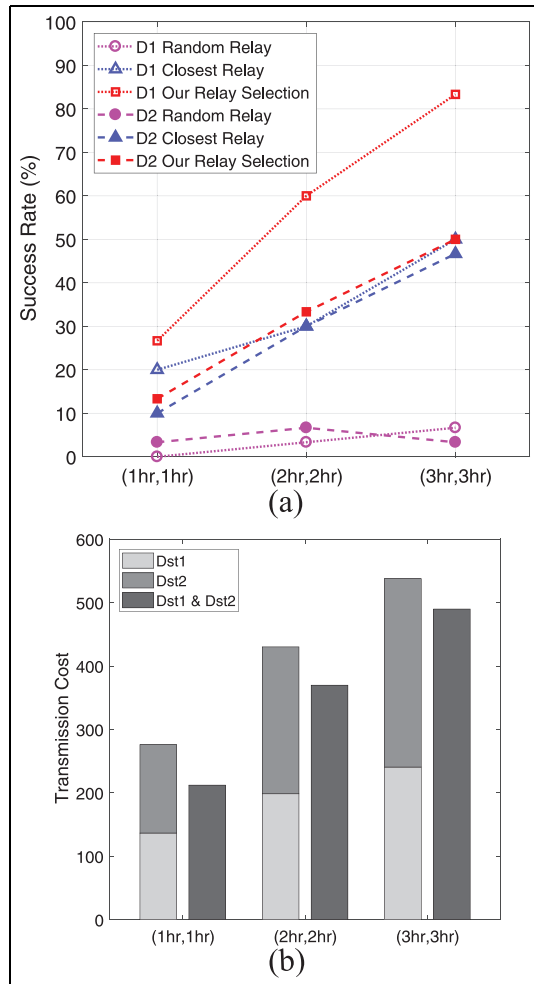 100
90
80
70
60
50
40
30
20
10
0
Success Rate (%)
D1 Random Relay
D1 Closest Relay
D1 Our Relay Selection
D2 Random Relay
D2 Closest Relay
D2 Our Relay Selection
(1hr,1hr) (2hr,2hr) (3hr,3hr)
(a)
600
500
400
300
200
100
0
Transmission Cost
Dst1
Dst2
Dst1 & Dst2
(1hr,1hr) (2hr,2hr) (3hr,3hr)
(b)